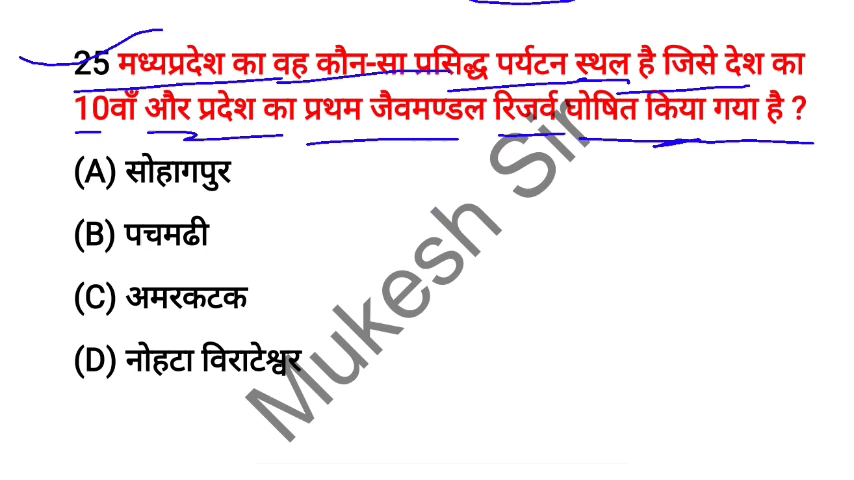 25 मध्यप्रदेश का वह कौन-सा प्रसिद्ध पर्यटन स्थल है जिसे देश का
10वाँ और प्रदेश का प्रथम जैवमण्डल रिजर्व घोषित किया गया है ?
(A) सोहागपुर
(B) पचमढी
(C) अमरकटक
(D) नोहटा विराटेश्वर
Mukesh Sir